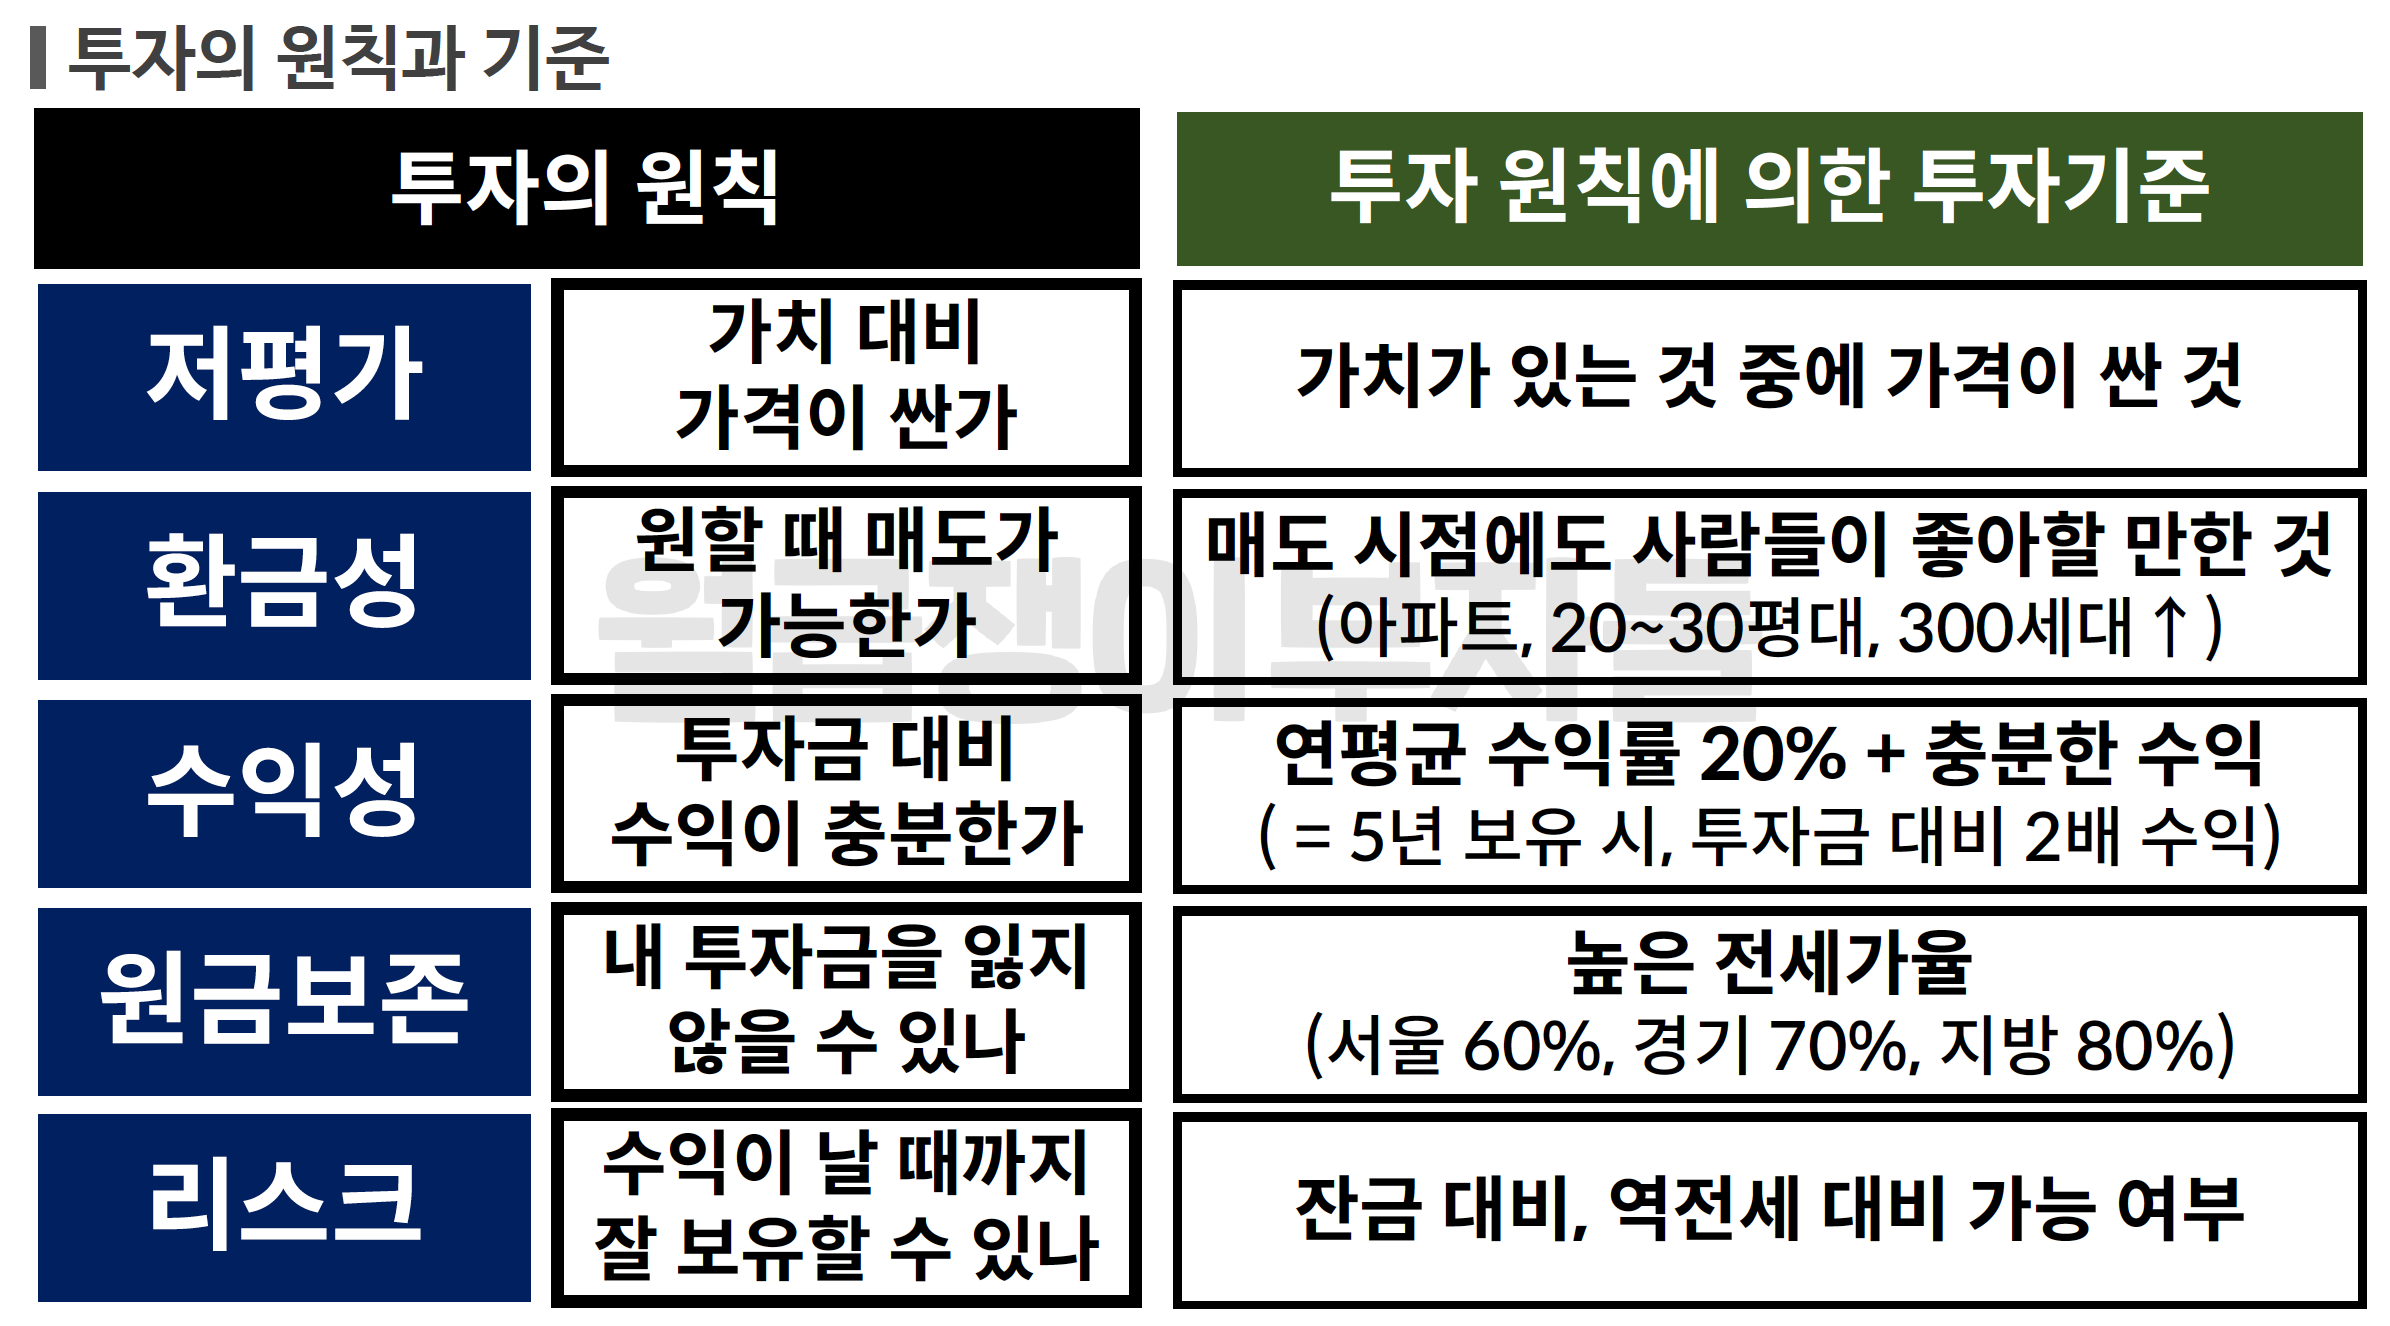 투자의 원칙과 기준
투자의 원칙
투자 원칙에 의한 투자기준
저평가
가치 대비
가격이 싼가
가치가 있는 것 중에 가격이 싼 것
환금성
원할 때 매도가
가능한가
매도 시점에도 사람들이 좋아할 만한 것
(아파트, 20~30평대, 300세대 ↑ )
수익성
투자금 대비
수익이 충분한가
연평균 수익률 20% + 충분한 수익
( = 5년 보유 시, 투자금 대비 2배 수익)
원금보존
내 투자금을 잃지
않을 수 있나
높은 전세가율
(서울 60%, 경기 70%, 지방 80%)
리스크
수익이 날 때까지
잘 보유할 수 있나
잔금 대비, 역전세 대비 가능 여부
월급쟁이부자들